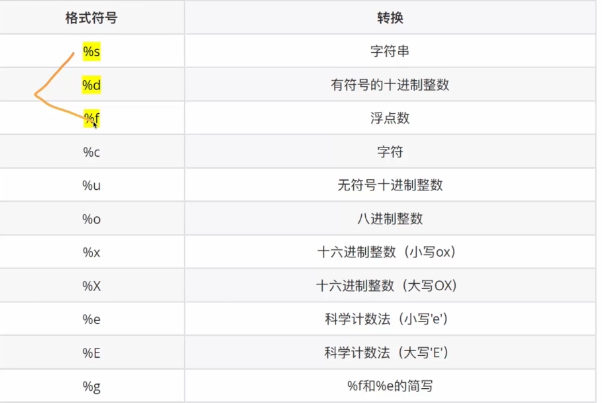 格式符号 转换
%s 字符串
%d 有符号的十进制整数
%f 浮点数
%c 字符
%u 无符号十进制整数
%o 八进制整数
%x 十六进制整数（小写ox）
%X 十六进制整数（大写OX）
%e 科学计数法（小写'e'）
%E 科学计数法（大写'E'）
%g %f和%e的简写